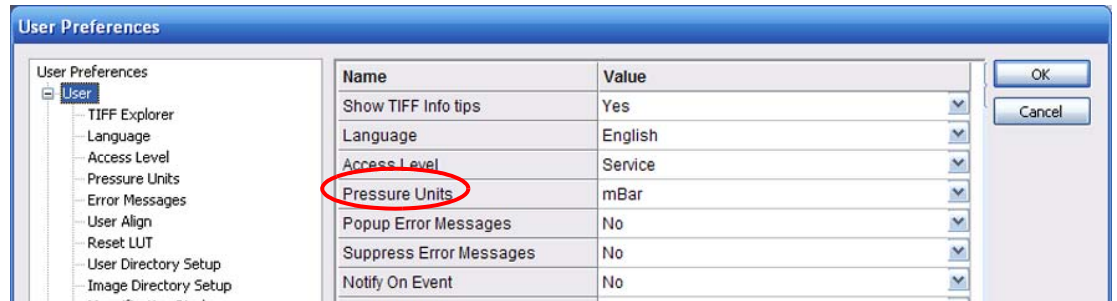 User Preferences
User Preferences
User
TIFF Explorer
Language
Access Level
Pressure Units
Error Messages
User Align
Reset LUT
User Directory Setup
Image Directory Setup
Name Value
Show TIFF Info tips Yes
Language English
Access Level Service
Pressure Units mBar
Popup Error Messages No
Suppress Error Messages No
Notify On Event No
OK
Cancel